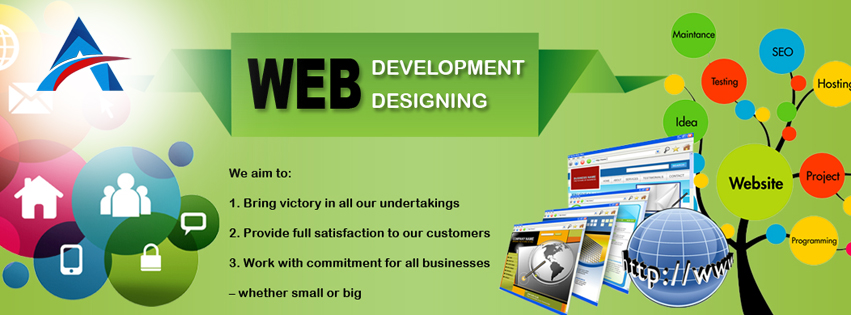 WEB DEVELOPMENT
DESIGNING
We aim to:
1. Bring victory in all our undertakings
2. Provide full satisfaction to our customers
3. Work with commitment for all businesses
– whether small or big
Maintance
SEO
Testing
Hosting
Idea
Website
Project
Programming
http://www